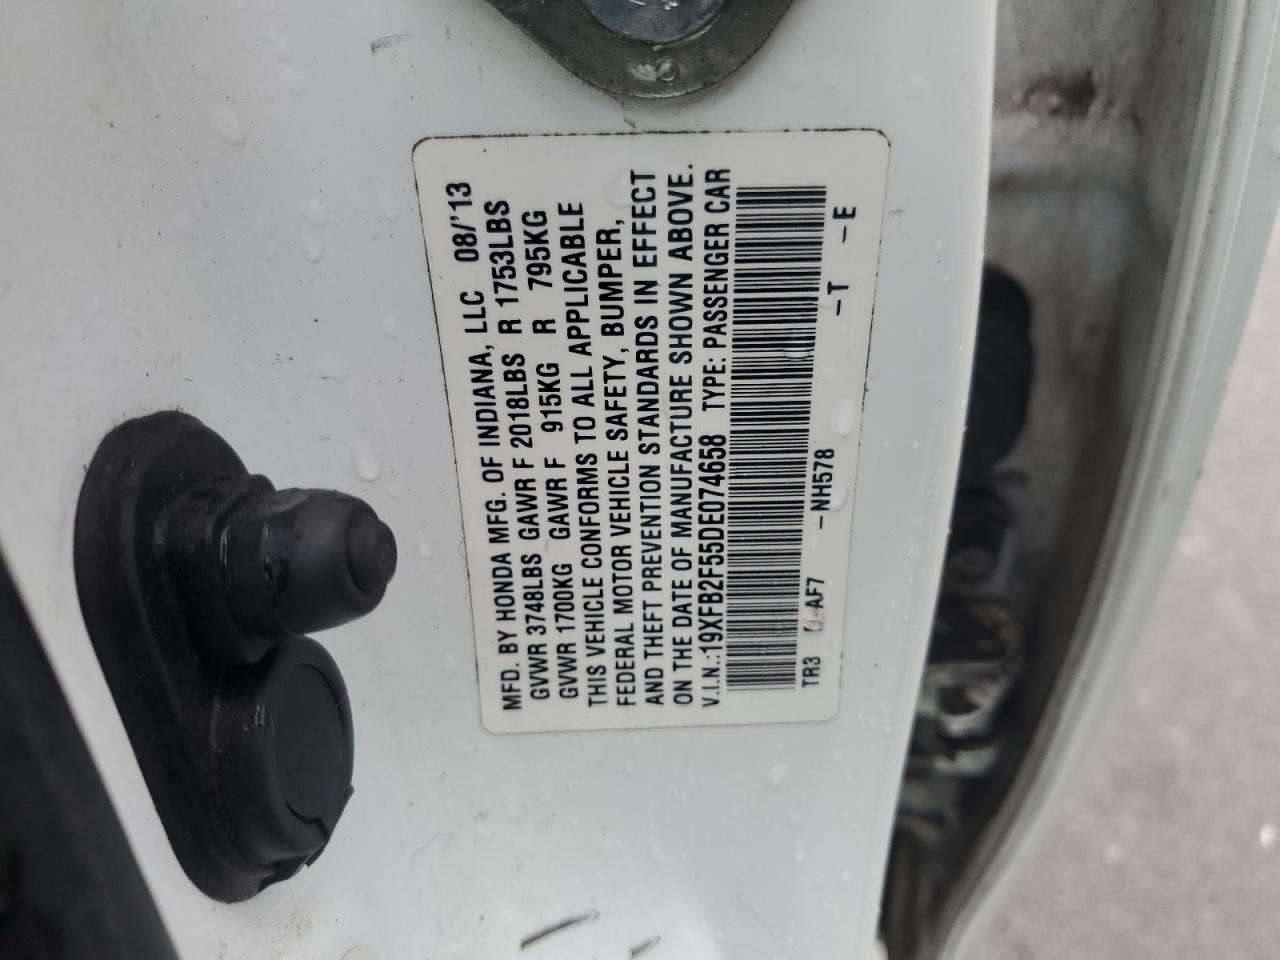 MFD. BY HONDA MFG. OF INDIANA, LLC 08/'13
GVWR 3748LBS GAWR F 2018LBS R 1753LBS
GVWR 1700KG GAWR F 915KG R 795KG
THIS VEHICLE CONFORMS TO ALL APPLICABLE
FEDERAL MOTOR VEHICLE SAFETY, BUMPER,
AND THEFT PREVENTION STANDARDS IN EFFECT
ON THE DATE OF MANUFACTURE SHOWN ABOVE.
V.I.N.:19XFB2F55DE074658 TYPE: PASSENGER CAR
TR3 -AF7 -NH578 -T -E